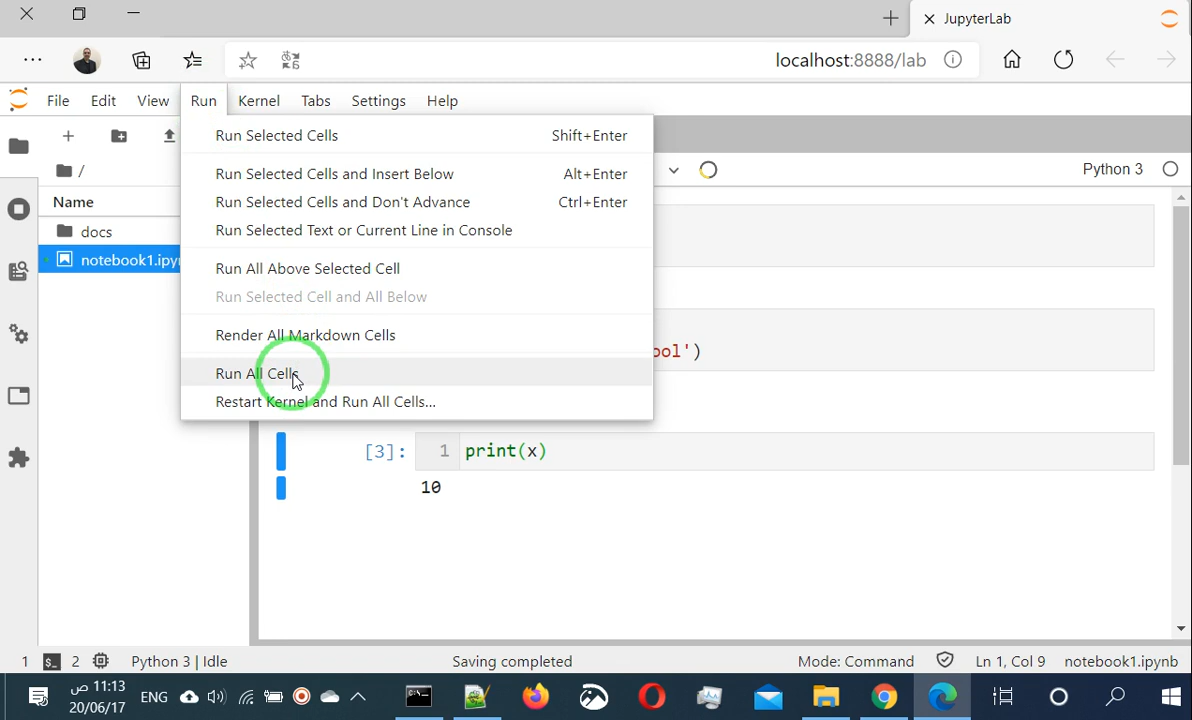 JupyterLab
localhost:8888/lab
File Edit View Run Kernel Tabs Settings Help
Run Selected Cells Shift+Enter
Run Selected Cells and Insert Below Alt+Enter
Run Selected Cells and Don't Advance Ctrl+Enter
Run Selected Text or Current Line in Console
Run All Above Selected Cell
Run Selected Cell and All Below
Render All Markdown Cells
Run All Cells
Restart Kernel and Run All Cells...
/
Name
docs
notebook1.ipyn
Python 3
ool')
[3]: 1 print(x)
10
1 2 Python 3 | Idle Saving completed Mode: Command Ln 1, Col 9 notebook1.ipynb
11:13 ص
20/06/17
ENG